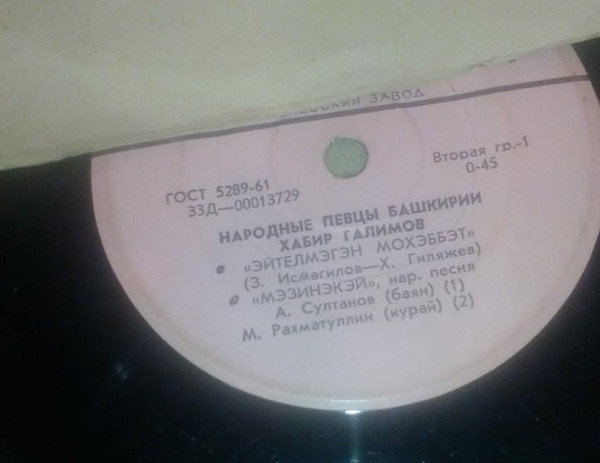 ЗАВОД
ГОСТ 5289-61
33Д—00013729
Вторая гр.-1
0-45
НАРОДНЫЕ ПЕВЦЫ БАШКИРИИ
ХАБИР ГАЛИМОВ
«ЭЙТЕЛМЭГЭН МОХЭББЭТ»
(З. Исмагилов—Х. Гиляжев)
«МЭЗИНЭКЭЙ», нар. песня
А. Султанов (баян) (1)
М. Рахматуллин (курай) (2)